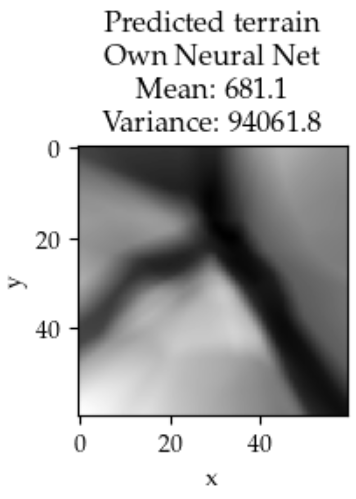 Predicted terrain
Own Neural Net
Mean: 681.1
Variance: 94061.8
0
20
40
y
0 20 40
x